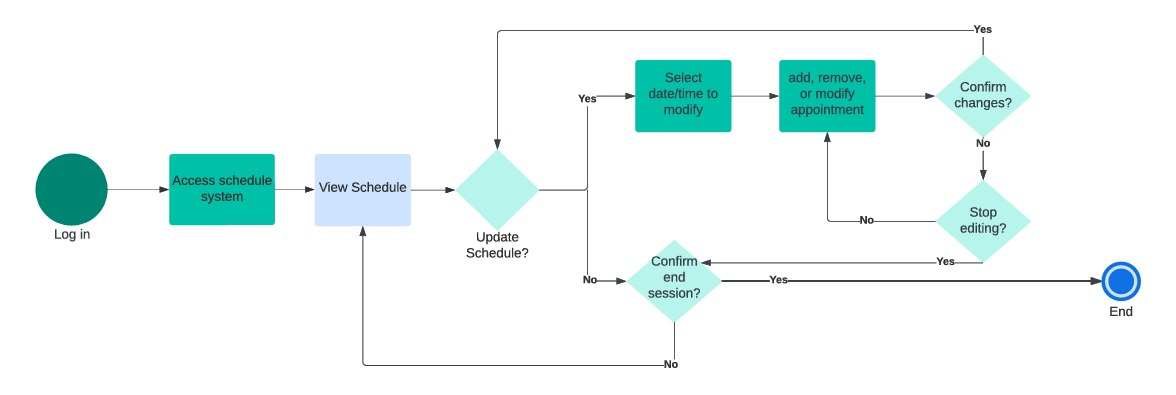 Yes
Select
date/time to
modify
add, remove,
or modify
appointment
Confirm
changes?
Yes
No
Access schedule
system
View Schedule
Log in
Update
Schedule?
Stop
editing?
No
Yes
Confirm
end
session?
No
Yes
End
No